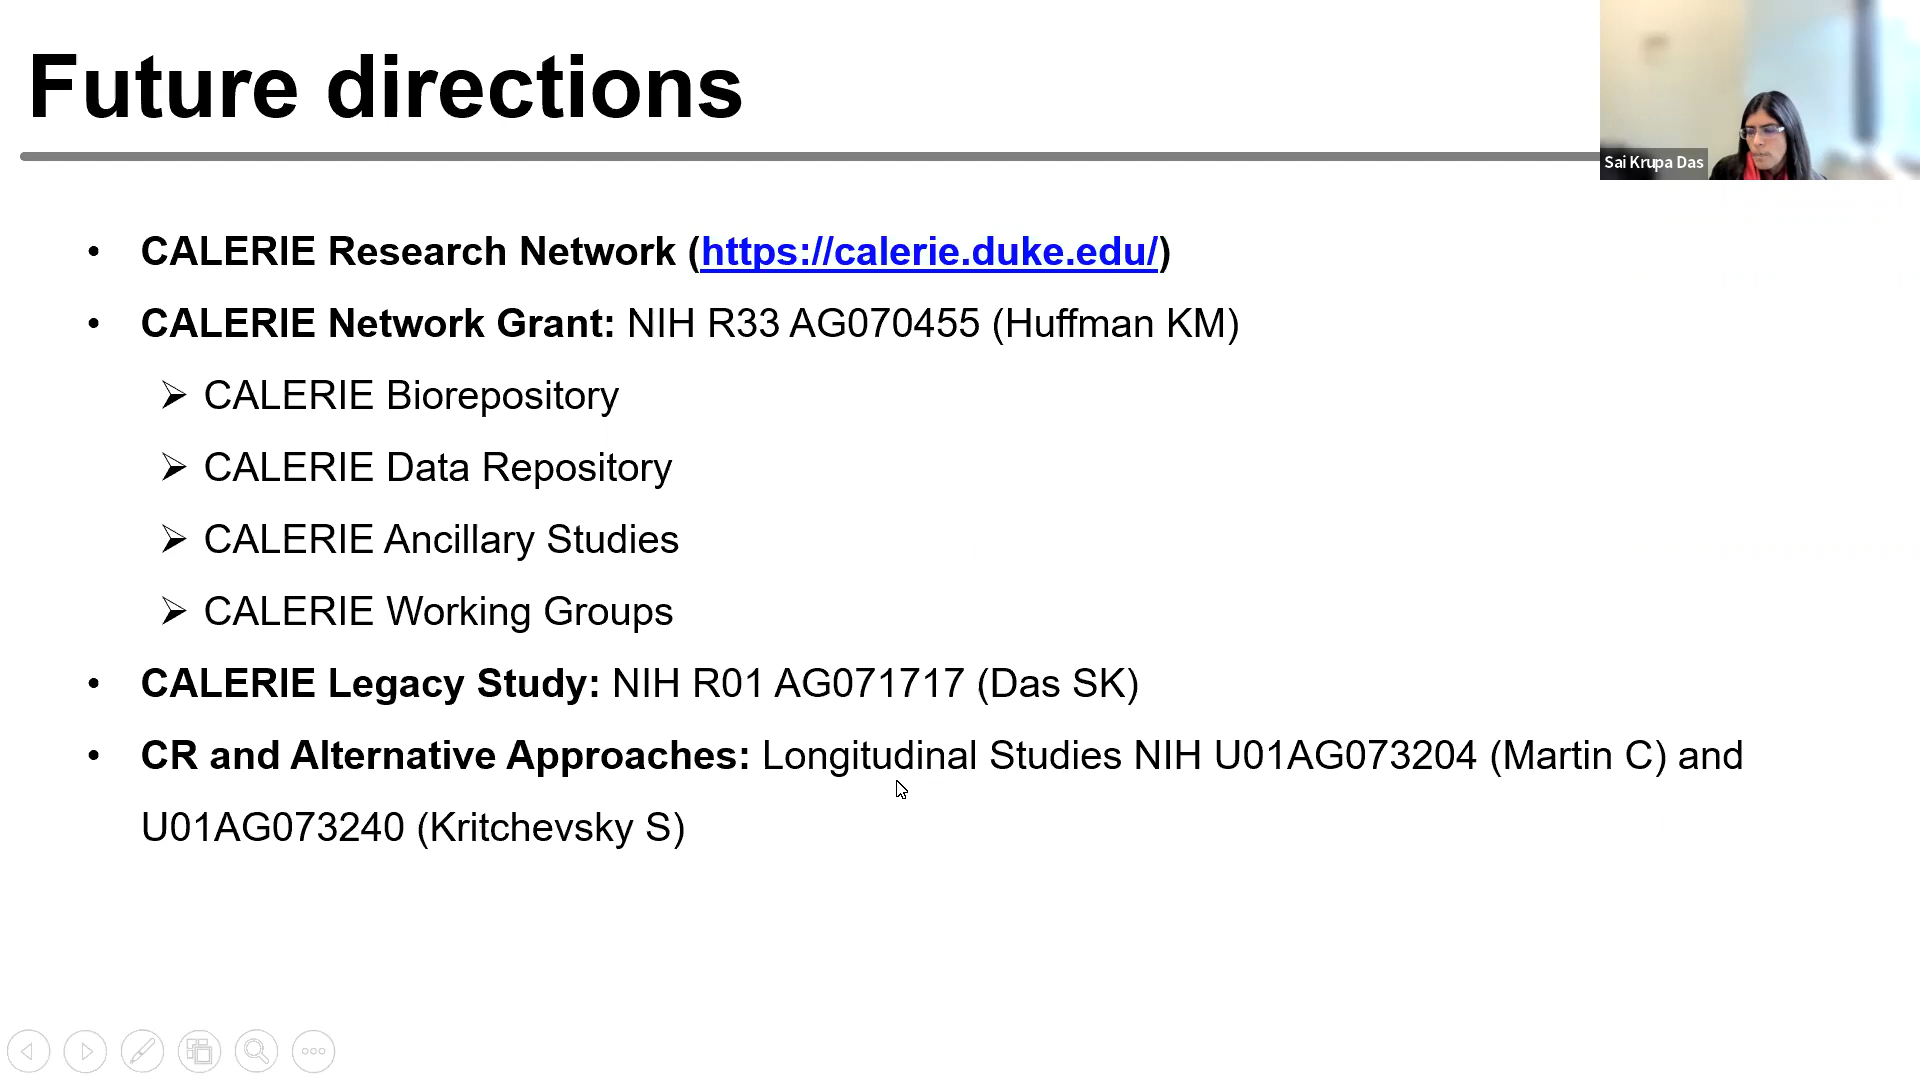 Future directions
Sai Krupa Das
• CALERIE Research Network (https://calerie.duke.edu/)
• CALERIE Network Grant: NIH R33 AG070455 (Huffman KM)
➢ CALERIE Biorepository
➢ CALERIE Data Repository
➢ CALERIE Ancillary Studies
➢ CALERIE Working Groups
• CALERIE Legacy Study: NIH R01 AG071717 (Das SK)
• CR and Alternative Approaches: Longitudinal Studies NIH U01AG073204 (Martin C) and
U01AG073240 (Kritchevsky S)